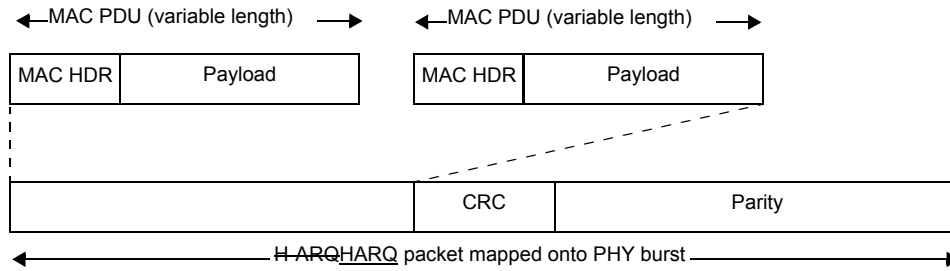 MAC PDU (variable length) MAC PDU (variable length)
MAC HDR Payload MAC HDR Payload
CRC Parity
H-ARQHARQ packet mapped onto PHY burst